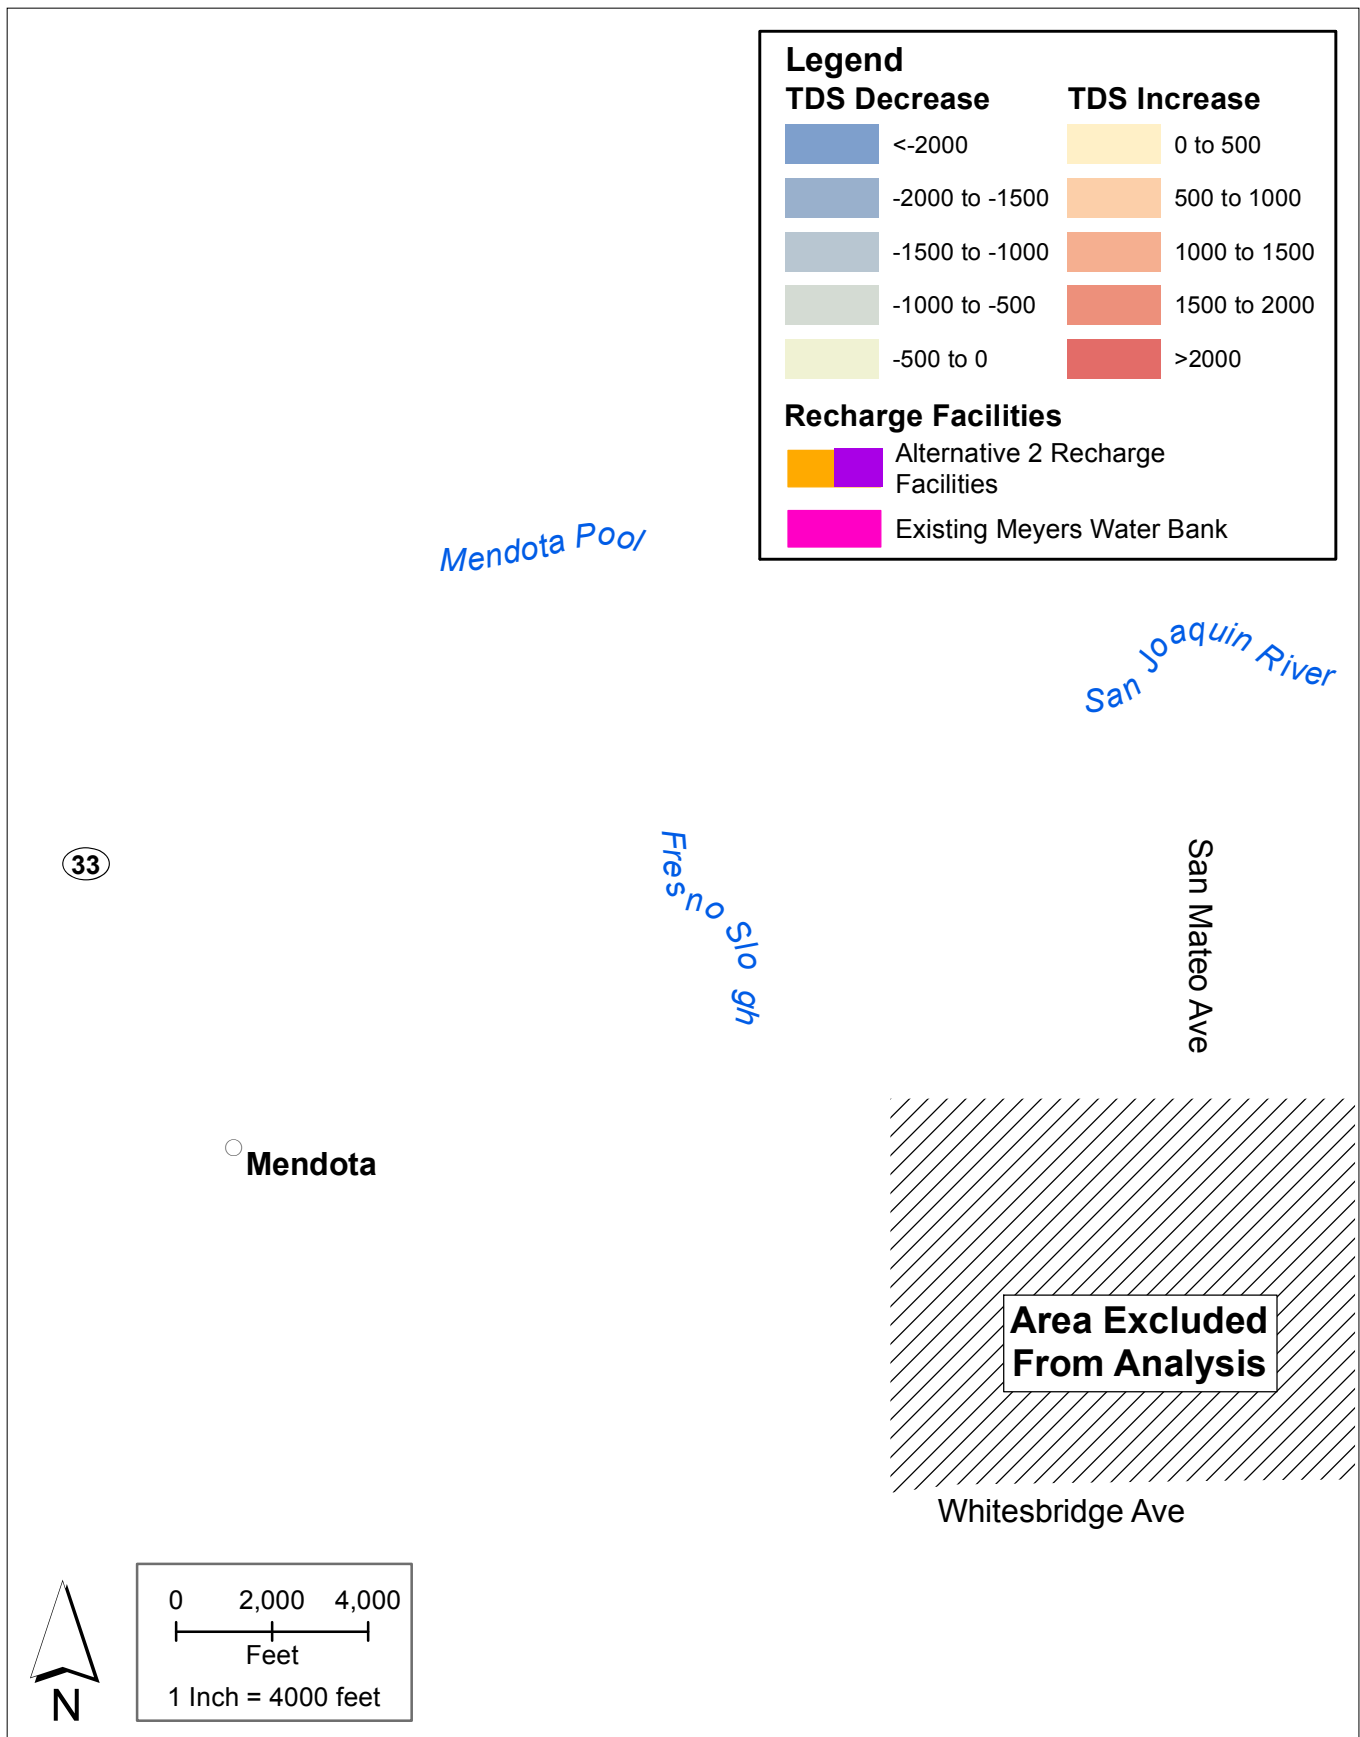 Legend
TDS Decrease
TDS Increase
<-2000
0 to 500
-2000 to -1500
500 to 1000
-1500 to -1000
1000 to 1500
-1000 to -500
1500 to 2000
-500 to 0
>2000
Recharge Facilities
Alternative 2 Recharge
Facilities
Existing Meyers Water Bank
Mendota Pool
San Joaquin River
33
Fresno Slo gh
San Mateo Ave
Mendota
Area Excluded
From Analysis
Whitesbridge Ave
N
0 2,000 4,000
Feet
1 Inch = 4000 feet